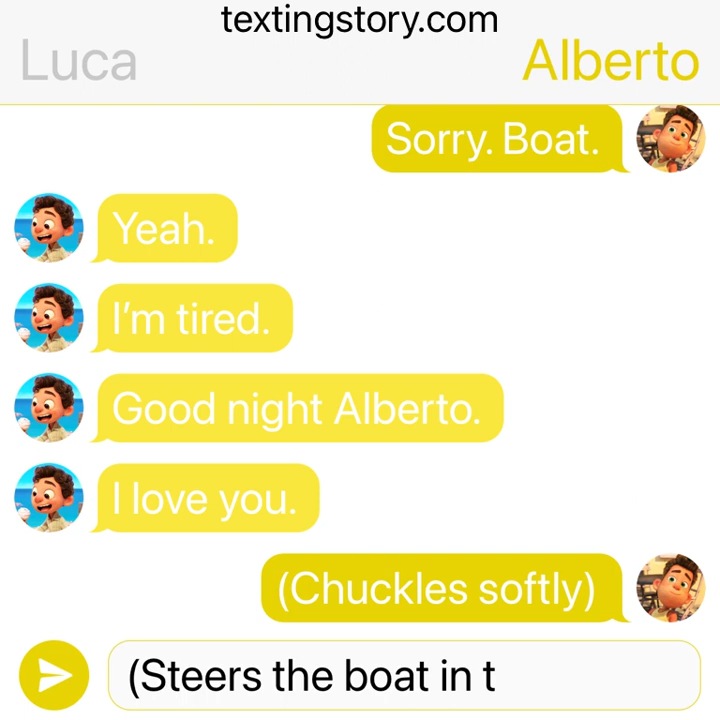 textingstory.com
Luca
Alberto
Sorry. Boat.
Yeah.
I'm tired.
Good night Alberto.
I love you.
(Chuckles softly)
(Steers the boat in t